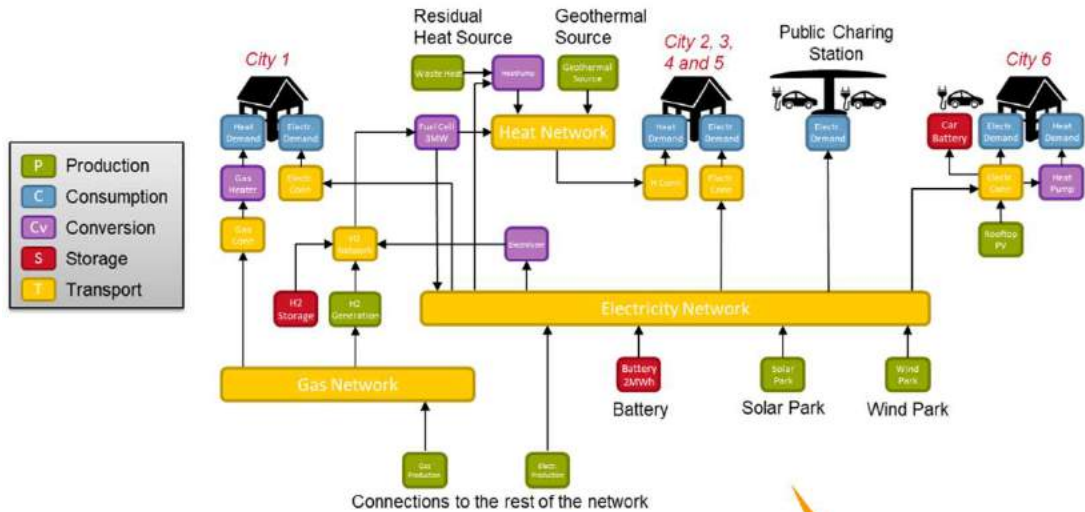 Residual
Heat Source
Geothermal
Source
City 1
City 2, 3,
4 and 5
Public Charing
Station
City 6
Waste Heat
HeatPump
Geothermal
Source
Heat
Demand
Electr.
Demand
Fuel Cell
3MW
Heat Network
Heat
Demand
Electr.
Demand
Electr.
Demand
Car
Battery
Electr.
Demand
Heat
Demand
P Production
C Consumption
Cv Conversion
S Storage
T Transport
Gas
Heater
Electr.
Conn
H Conn
Electr
Conn
Electr
Conn
Heat
Pump
Gas
Conn
H2
Network
Electrolyzer
Rooftop
PV
H2
Storage
H2
Generation
Electricity Network
Gas Network
Battery
2MWh
Solar
Park
Wind
Park
Battery
Solar Park
Wind Park
Gas
Production
Electr
Production
Connections to the rest of the network